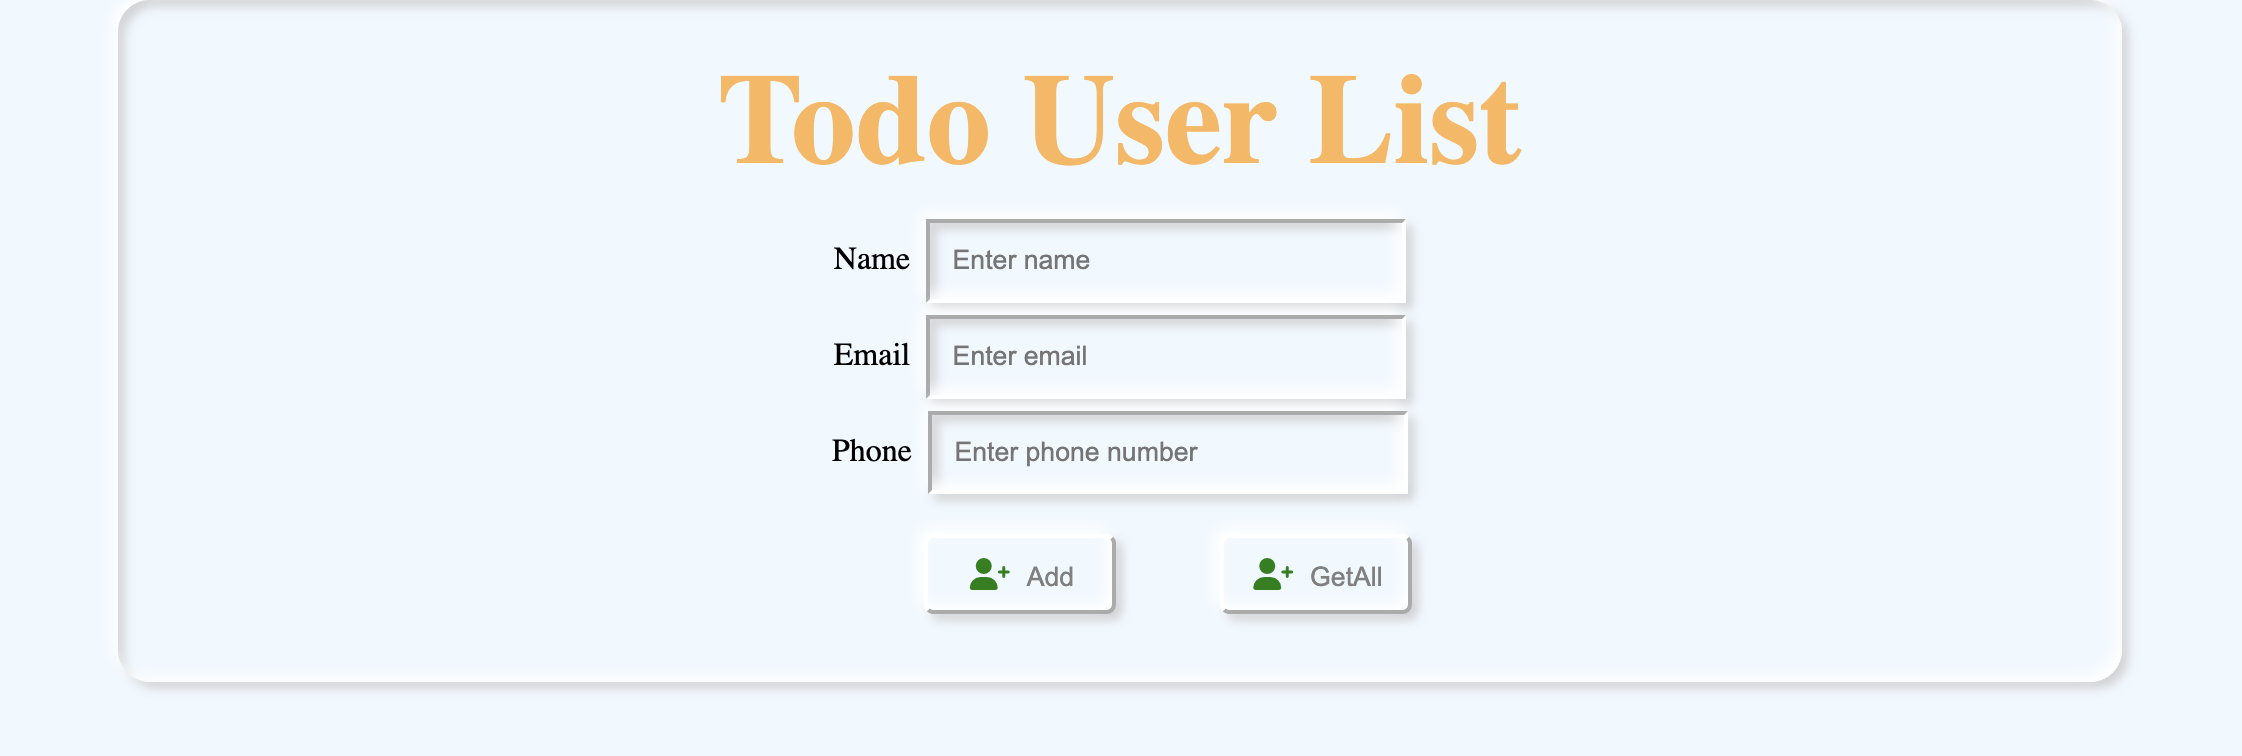 Todo User List
Name Enter name
Email Enter email
Phone Enter phone number
Add GetAll